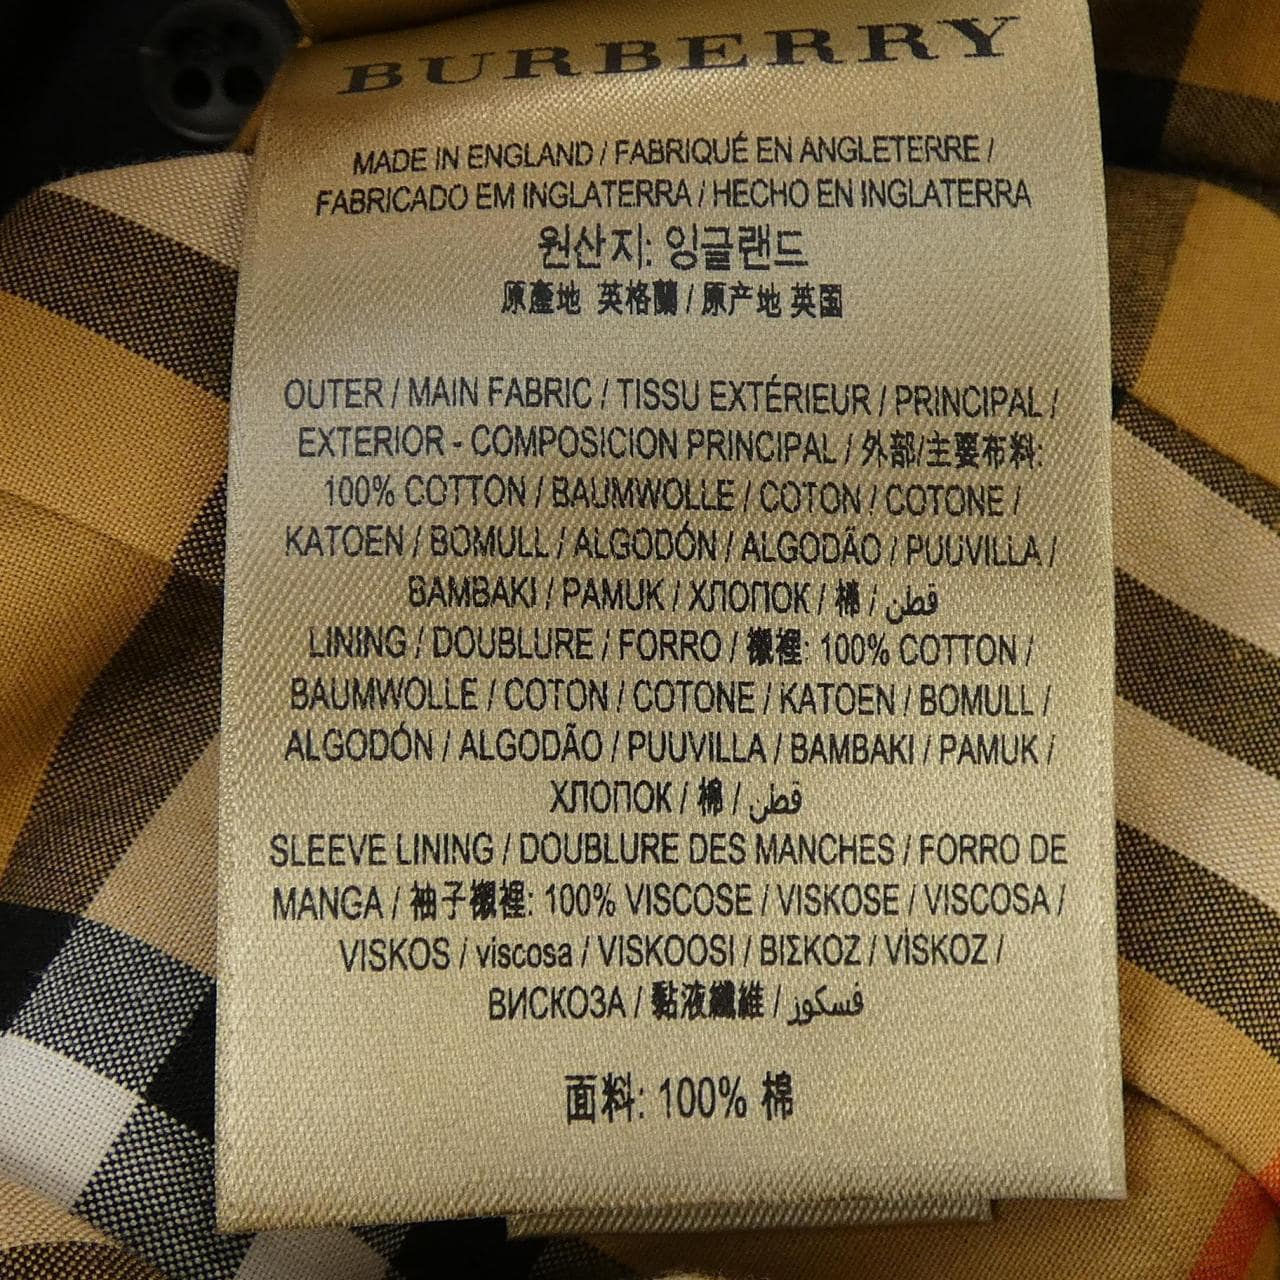 BURBERRY
MADE IN ENGLAND / FABRIQUÉ EN ANGLETERRE /
FABRICADO EM INGLATERRA / HECHO EN INGLATERRA
원산지: 잉글랜드
原產地 英格蘭 / 原产地 英国
OUTER / MAIN FABRIC / TISSU EXTÉRIEUR / PRINCIPAL /
EXTERIOR - COMPOSICION PRINCIPAL / 外部/主要布料:
100% COTTON / BAUMWOLLE / COTON / COTONE /
KATOEN / BOMULL / ALGODÓN / ALGODÃO / PUUVILLA /
BAMBAKI / PAMUK / ХЛОПОК / 棉 / قطن
LINING / DOUBLURE / FORRO / 襯裡: 100% COTTON /
BAUMWOLLE / COTON / COTONE / KATOEN / BOMULL /
ALGODÓN / ALGODÃO / PUUVILLA / BAMBAKI / PAMUK /
ХЛОПОК / 棉 / قطن
SLEEVE LINING / DOUBLURE DES MANCHES / FORRO DE
MANGA / 袖子襯裡: 100% VISCOSE / VISKOSE / VISCOSA /
VISKOS / viscosa / VISKOOSI / ΒΙΣΚΟΖ / VİSKOZ /
ВИСКОЗА / 黏液纖維 / فسكوز
面料: 100% 棉